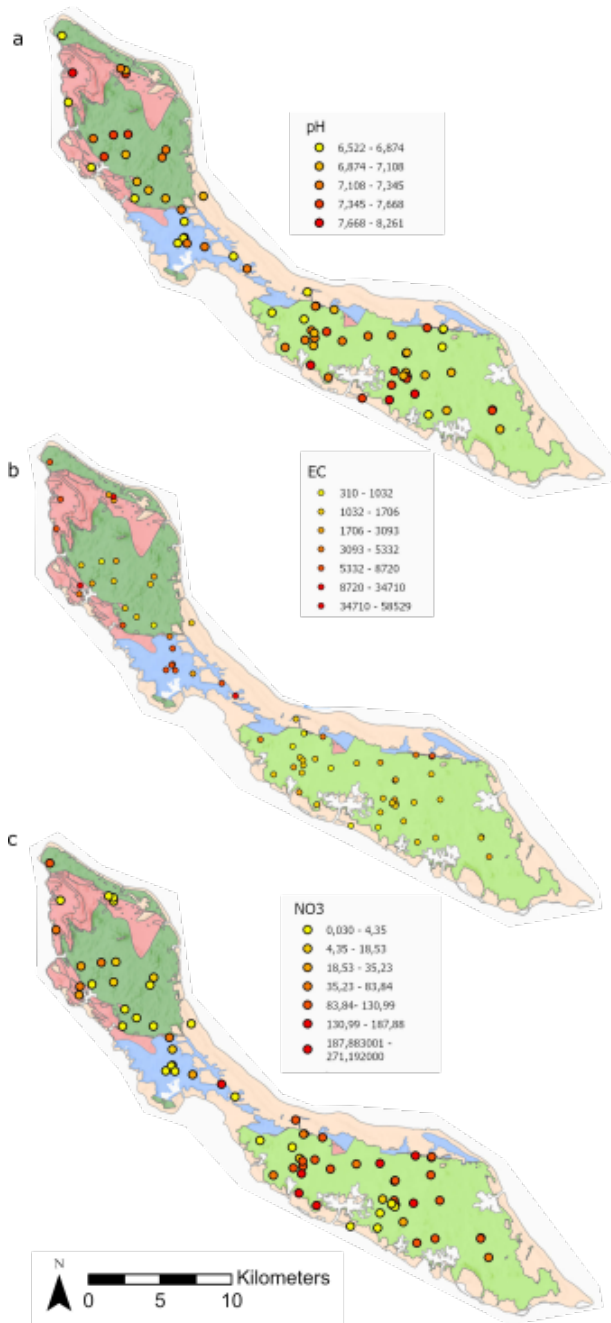 a
pH
6,522 - 6,874
6,874 - 7,108
7,108 - 7,345
7,345 - 7,668
7,668 - 8,261
b
EC
310 - 1032
1032 - 1706
1706 - 3093
3093 - 5332
5332 - 8720
8720 - 34710
34710 - 58529
c
NO3
0,030 - 4,35
4,35 - 18,53
18,53 - 35,23
35,23 - 83,84
83,84- 130,99
130,99 - 187,88
187,883001 -
271,192000
N
Kilometers
0 5 10